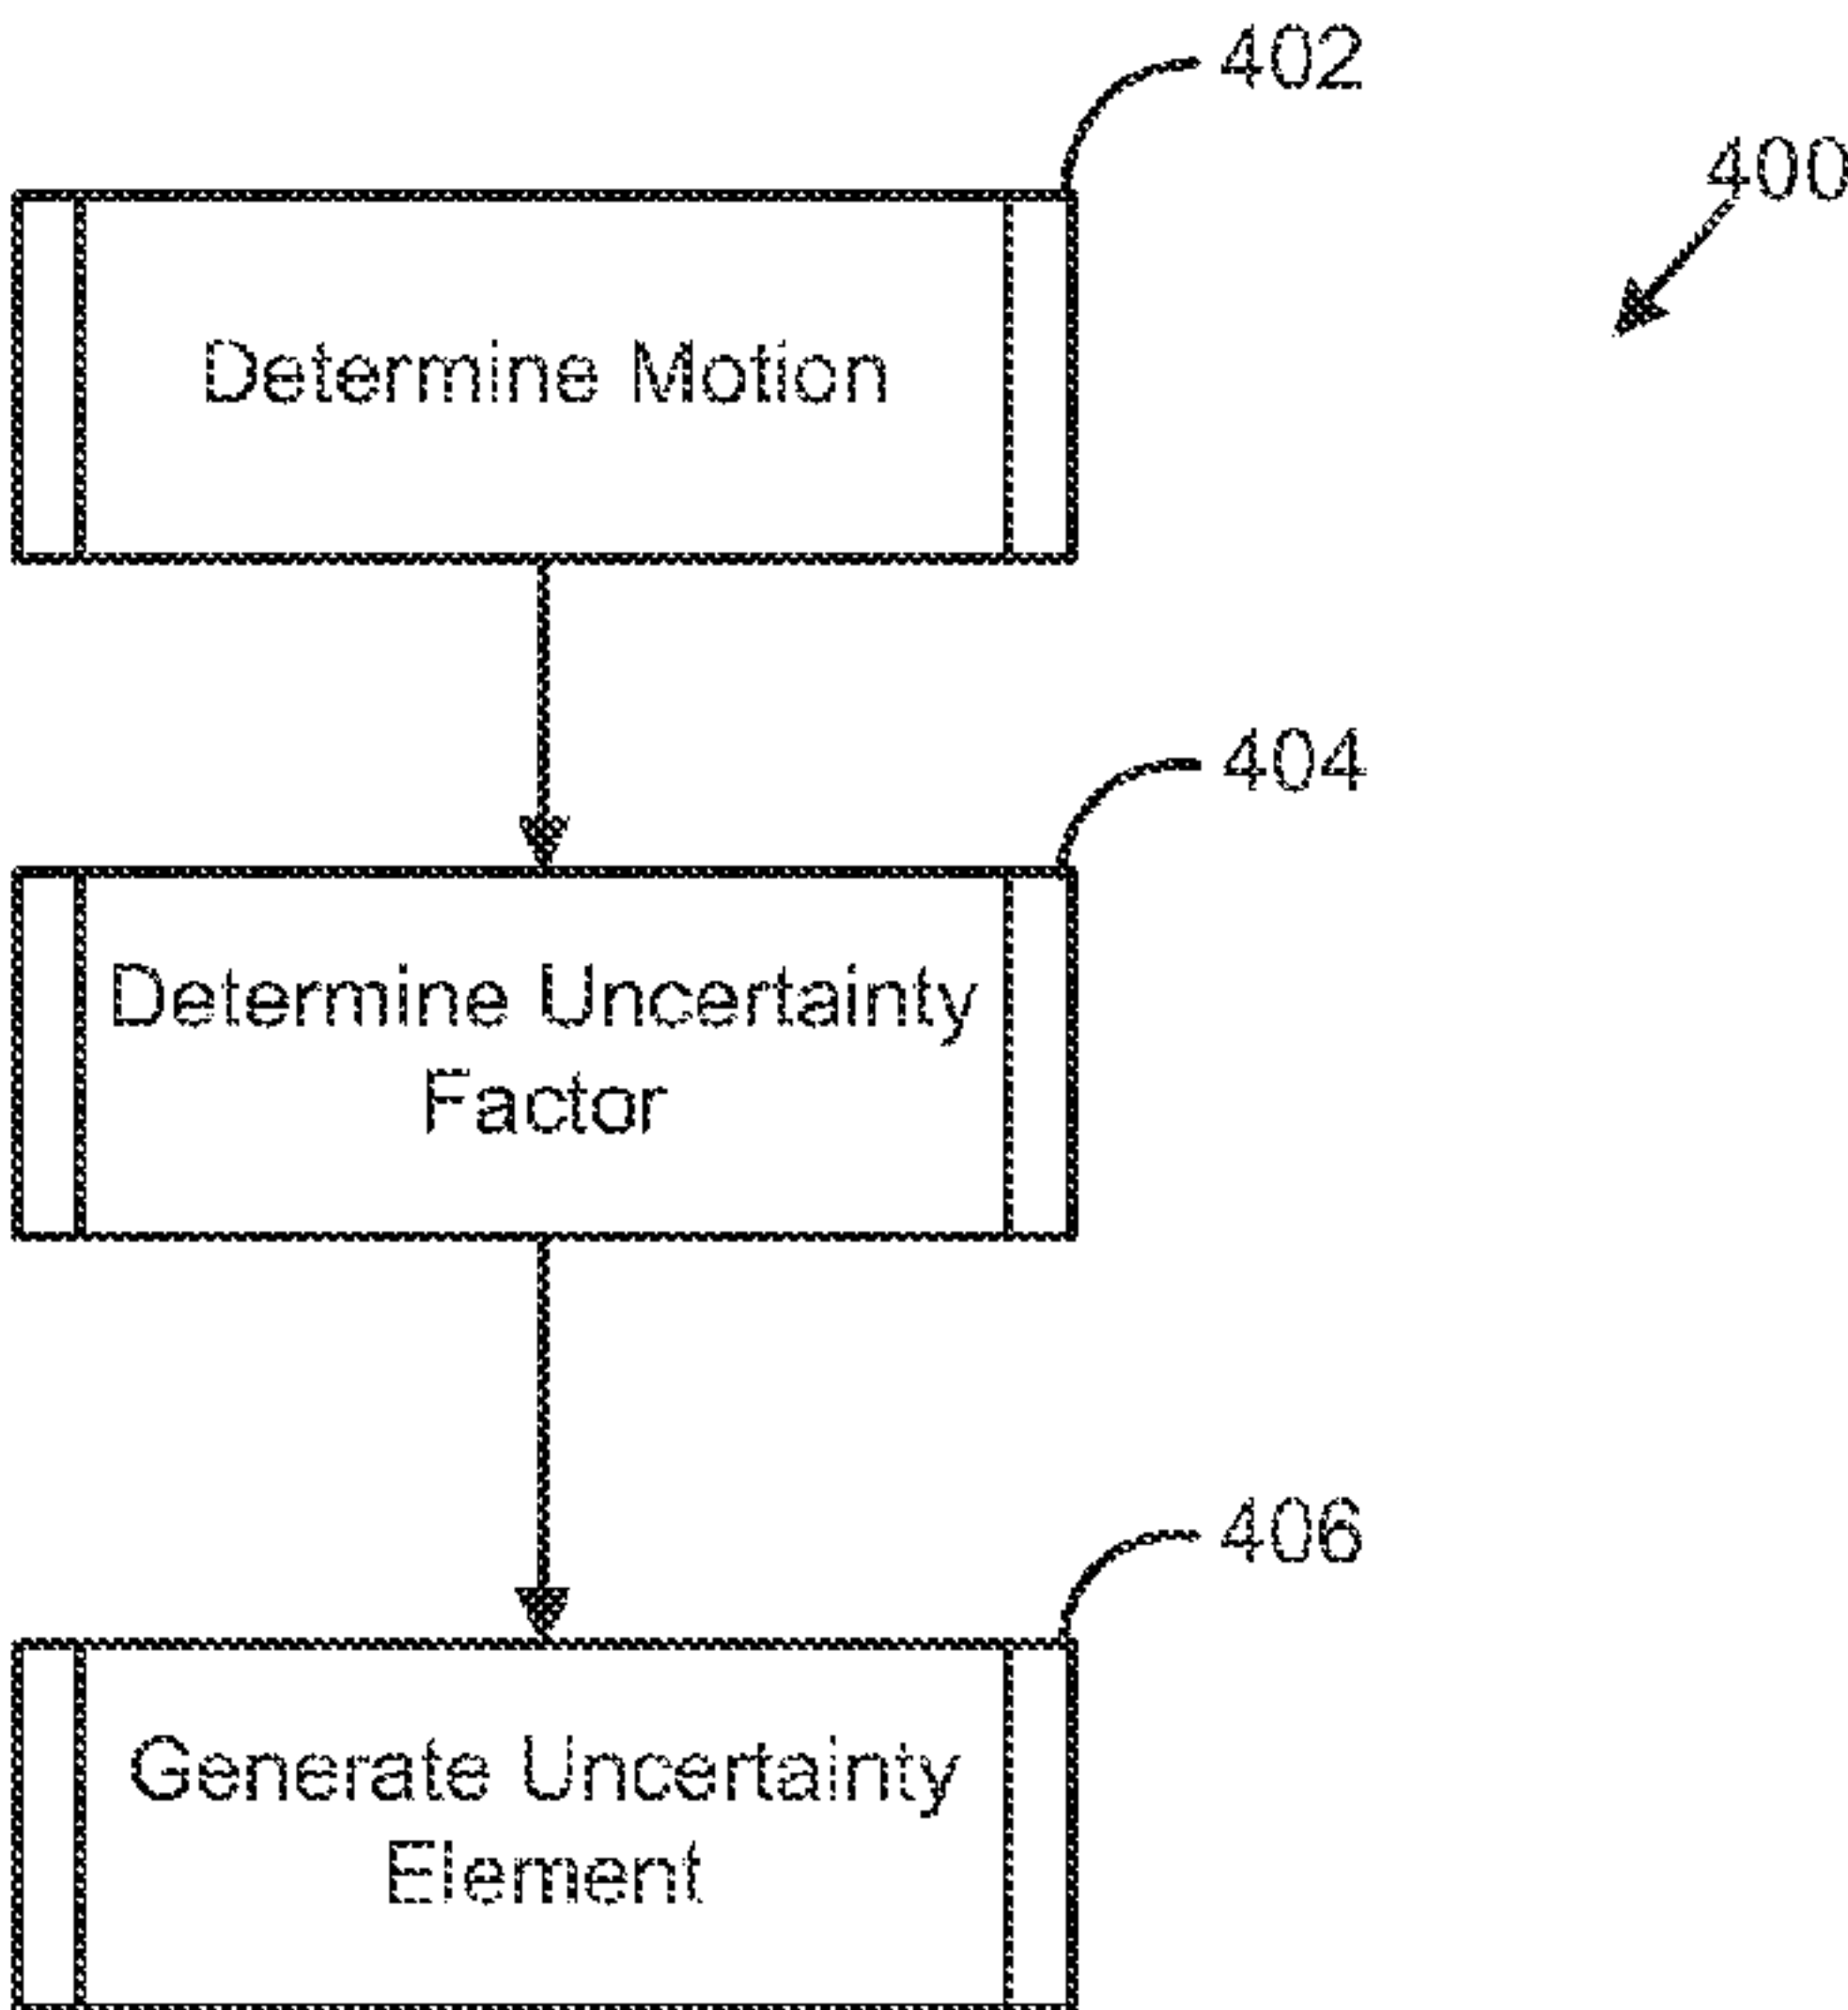 402
400
Determine Motion
404
Determine Uncertainty
Factor
406
Generate Uncertainty
Element